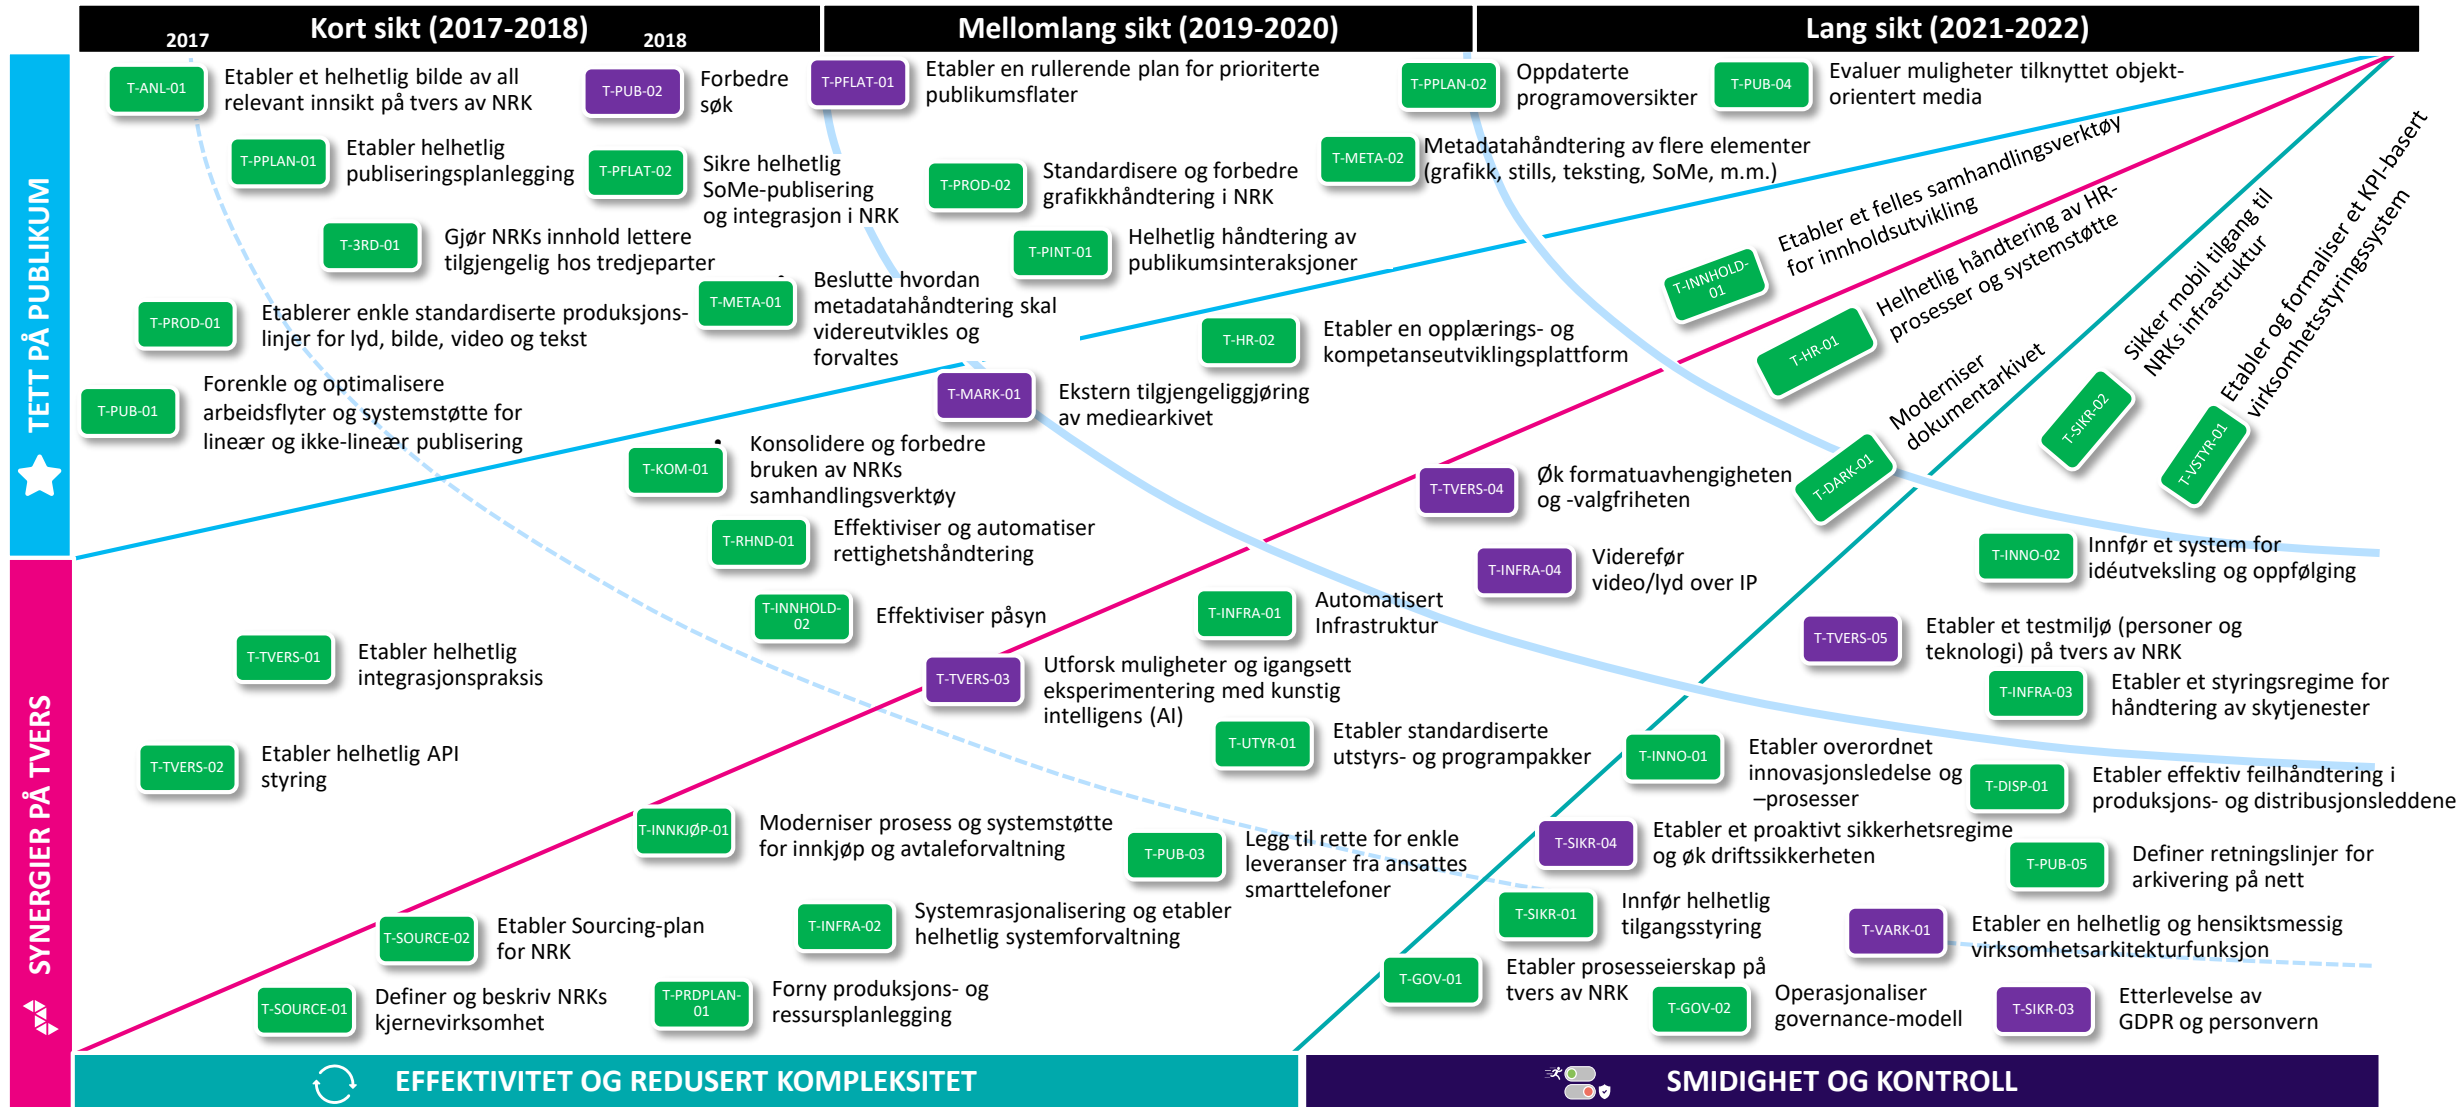 Kort sikt (2017-2018)
2017
2018
Mellomlang sikt (2019-2020)
Lang sikt (2021-2022)
TETT PÅ PUBLIKUM
SYNERGIER PÅ TVERS
T-ANL-01
Etabler et helhetlig bilde av all
relevant innsikt på tvers av NRK
T-PUB-02
Forbedre
søk
T-PFLAT-01
Etabler en rullerende plan for prioriterte
publikumsflater
T-PPLAN-02
Oppdaterte
programoversikter
T-PUB-04
Evaluer muligheter tilknyttet objekt-
orientert media
T-PPLAN-01
Etabler helhetlig
publiseringsplanlegging
T-PFLAT-02
Sikre helhetlig
SoMe-publisering
og integrasjon i NRK
T-PROD-02
Standardisere og forbedre
grafikkhåndtering i NRK
T-META-02
Metadatahåndtering av flere elementer
(grafikk, stills, teksting, SoMe, m.m.)
T-3RD-01
Gjør NRKs innhold lettere
tilgjengelig hos tredjeparter
T-PINT-01
Helhetlig håndtering av
publikumsinteraksjoner
T-INNHOLD-
01
Etabler et felles samhandlingsverktøy
for innholdsutvikling
T-PROD-01
Etablerer enkle standardiserte produksjons-
linjer for lyd, bilde, video og tekst
T-META-01
•
Beslutte hvordan
metadatahåndtering skal
videreutvikles og
forvaltes
T-HR-02
Etabler en opplærings- og
kompetanseutviklingsplattform
T-HR-01
Helhetlig håndtering av HR-
prosesser og systemstøtte
T-PUB-01
Forenkle og optimalisere
arbeidsflyter og systemstøtte for
lineær og ikke-lineær publisering
T-MARK-01
Ekstern tilgjengeliggjøring
av mediearkivet
T-DARK-01
Moderniser
dokumentarkivet
T-SIKR-02
Sikker mobil tilgang til
NRKs infrastruktur
T-VSTYR-01
Etabler og formaliser et KPI-basert
virksomhetsstyringssystem
T-KOM-01
• Konsolidere og forbedre
bruken av NRKs
samhandlingsverktøy
T-TVERS-04
Øk formatuavhengigheten
og -valgfriheten
T-RHND-01
Effektiviser og automatiser
rettighetshåndtering
T-INFRA-04
Viderefør
video/lyd over IP
T-INNO-02
Innfør et system for
idéutveksling og oppfølging
T-INNHOLD-
02
Effektiviser påsyn
T-INFRA-01
Automatisert
Infrastruktur
T-TVERS-05
Etabler et testmiljø (personer og
teknologi) på tvers av NRK
T-TVERS-01
Etabler helhetlig
integrasjonspraksis
T-TVERS-03
Utforsk muligheter og igangsett
eksperimentering med kunstig
intelligens (AI)
T-INFRA-03
Etabler et styringsregime for
håndtering av skytjenester
T-TVERS-02
Etabler helhetlig API
styring
T-UTYR-01
Etabler standardiserte
utstyrs- og programpakker
T-INNO-01
Etabler overordnet
innovasjonsledelse og
–prosesser
T-DISP-01
Etabler effektiv feilhåndtering i
produksjons- og distribusjonsleddene
T-INNKJØP-01
Moderniser prosess og systemstøtte
for innkjøp og avtaleforvaltning
T-PUB-03
Legg til rette for enkle
leveranser fra ansattes
smarttelefoner
T-SIKR-04
Etabler et proaktivt sikkerhetsregime
og øk driftssikkerheten
T-PUB-05
Definer retningslinjer for
arkivering på nett
T-SOURCE-02
Etabler Sourcing-plan
for NRK
T-INFRA-02
Systemrasjonalisering og etabler
helhetlig systemforvaltning
T-SIKR-01
Innfør helhetlig
tilgangsstyring
T-VARK-01
Etabler en helhetlig og hensiktsmessig
virksomhetsarkitekturfunksjon
T-SOURCE-01
Definer og beskriv NRKs
kjernevirksomhet
T-PRDPLAN-
01
Forny produksjons- og
ressursplanlegging
T-GOV-01
Etabler prosesseierskap på
tvers av NRK
T-GOV-02
Operasjonaliser
governance-modell
T-SIKR-03
Etterlevelse av
GDPR og personvern
EFFEKTIVITET OG REDUSERT KOMPLEKSITET
SMIDIGHET OG KONTROLL